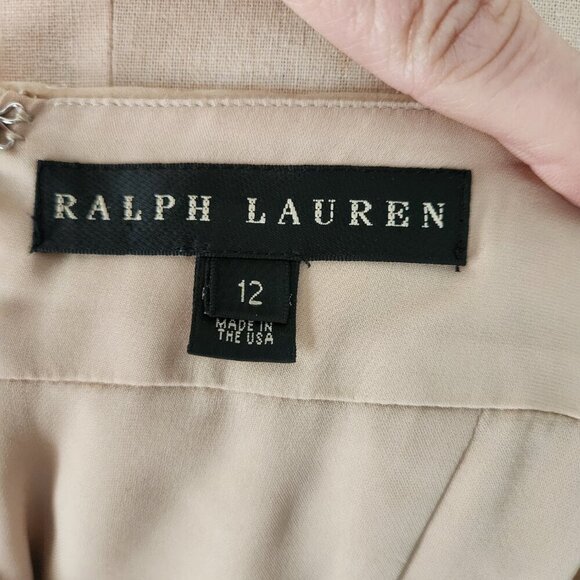 RALPH LAUREN
12
MADE IN
THE USA